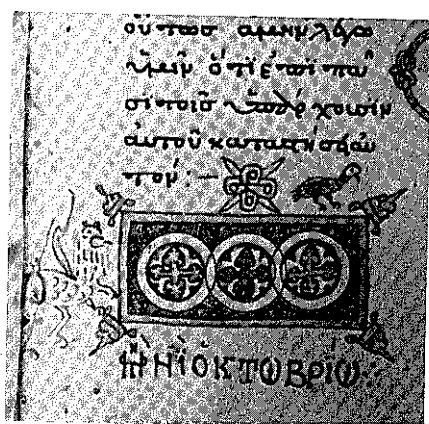 οὕτωσ ἀμὴν λέγω
ὑμῖν ὅτι ἐπὶ πᾶ
σι τοῖσ ὑπάρχουσιν
αὐτοῦ καταστήσει αὐ
τόν:—
ΜΗΝΙ ΟΚΤΩΒΡΙΩ: